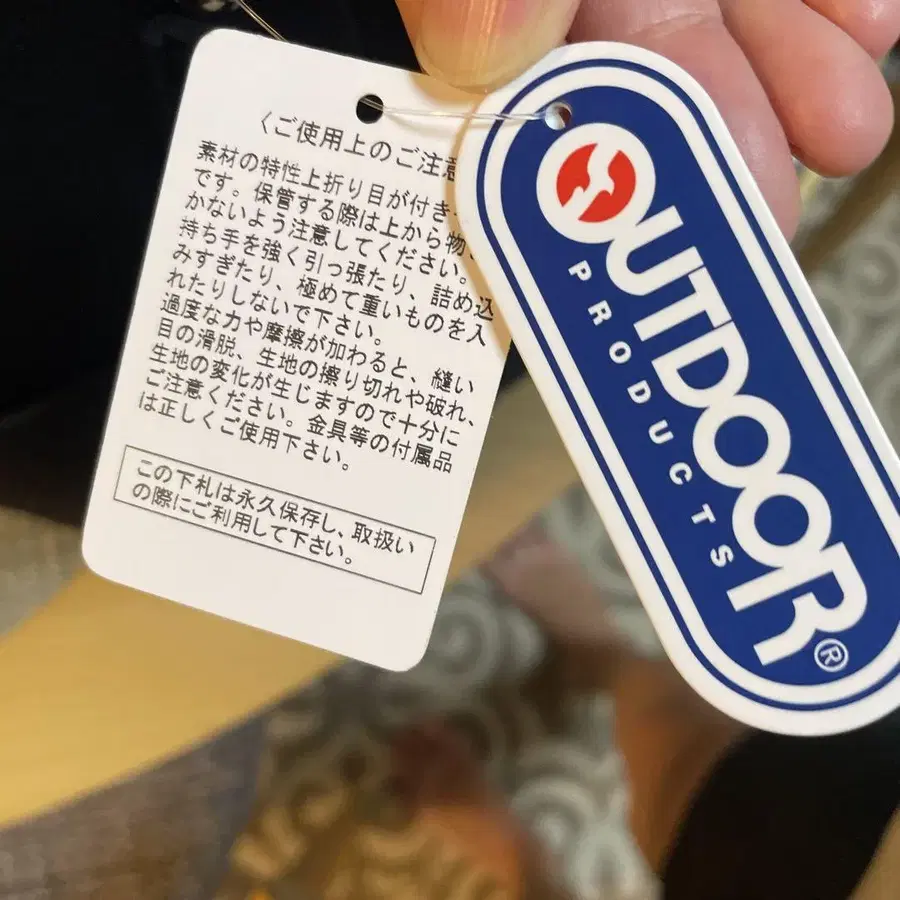 〈ご使用上のご注意
素材の特性上折り目が付き
です。保管する際は上から物
かないよう注意してください。
持ち手を強く引っ張たり、詰め込
みすぎたり、極めて重いものを入
れたりしないで下さい。
過度な力や摩擦が加わると、縫い
目の滑脱、生地の擦り切れや破れ、
生地の変化が生じますので十分に
ご注意ください。金具等の付属品
は正しくご使用下さい。
この下札は永久保存し、取扱い
の際にご利用して下さい。
OUTDOOR®
PRODUCTS